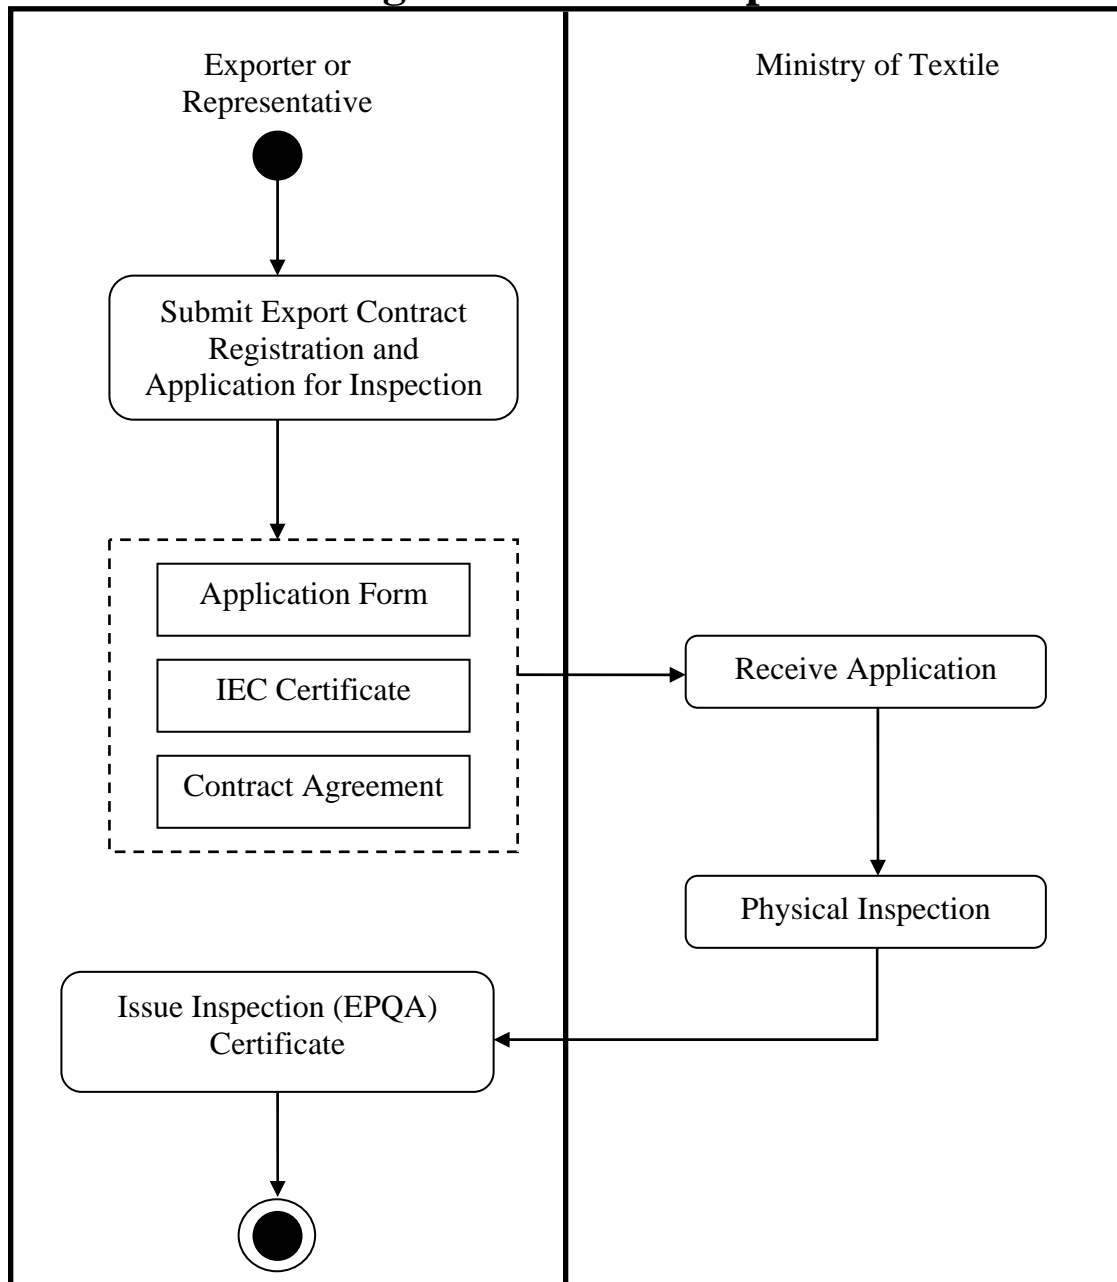 Exporter or
Representative
Ministry of Textile
Submit Export Contract
Registration and
Application for Inspection
Application Form
IEC Certificate
Contract Agreement
Receive Application
Physical Inspection
Issue Inspection (EPQA)
Certificate